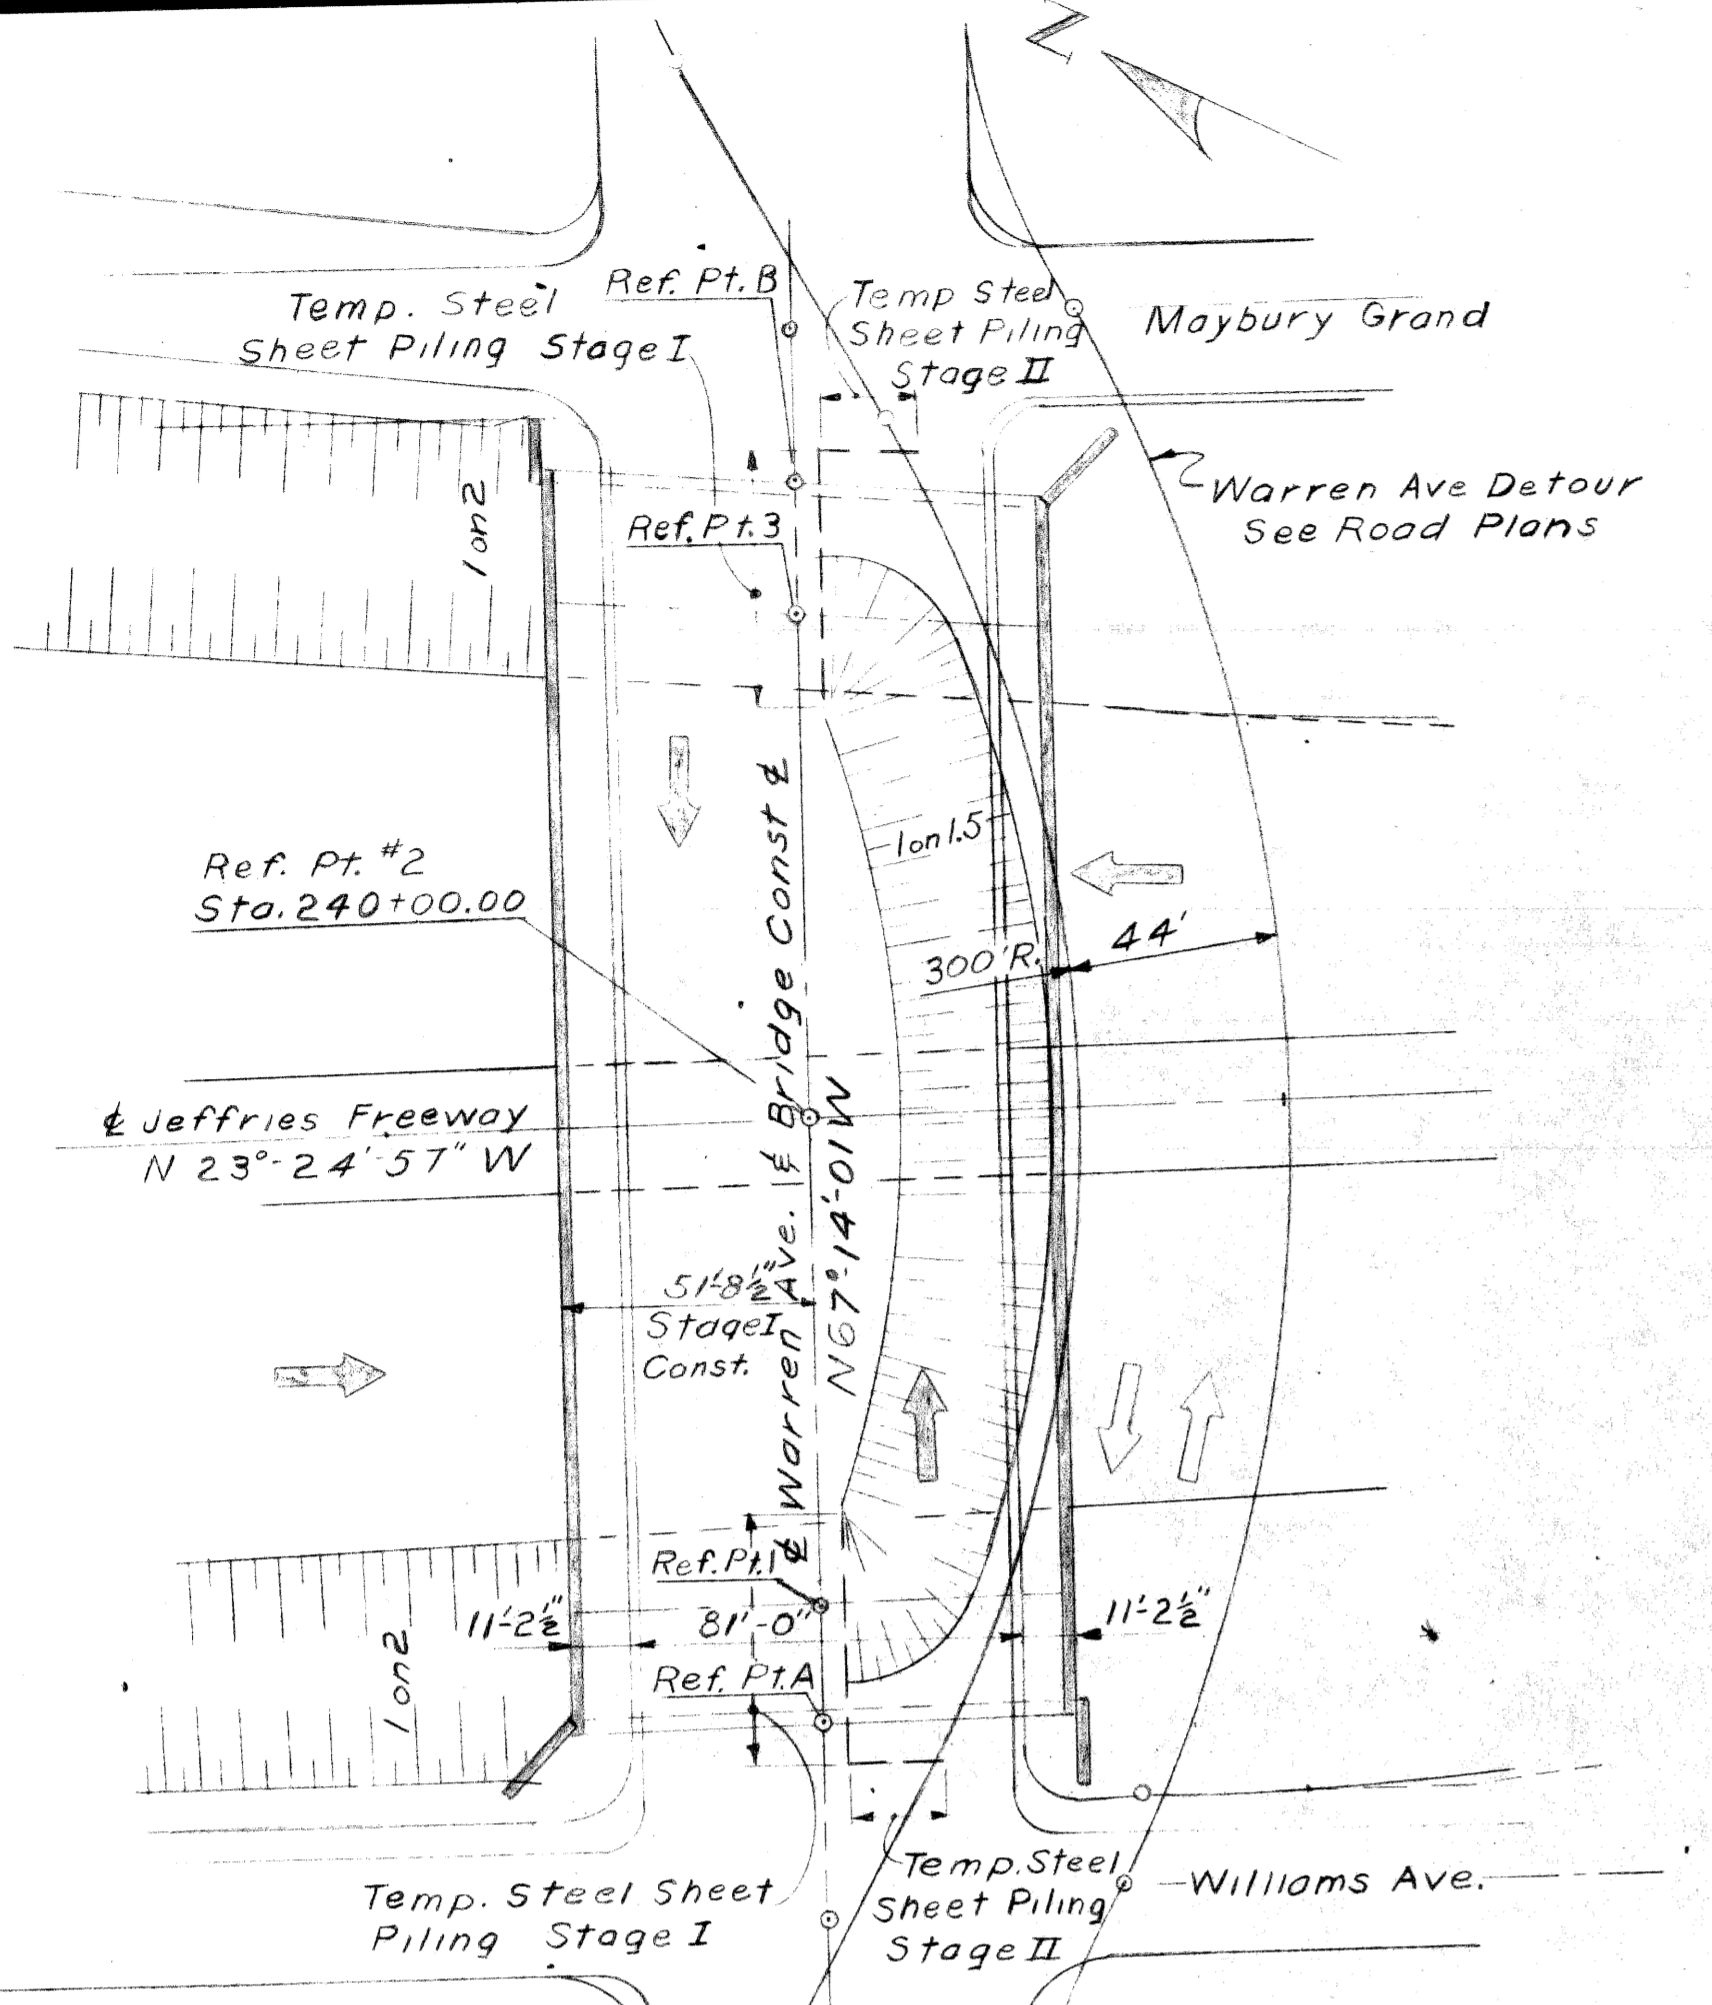 N
Ref. Pt. B
Temp. Steel
Sheet Piling Stage I
Temp Steel
Sheet Piling
Stage II
Maybury Grand
1 on 2
Ref. Pt. 3
Warren Ave Detour
See Road Plans
1 on 1.5
Ref. Pt. #2
Sta. 240+00.00
300' R.
44'
℄ Warren Ave. & Bridge Const ℄
N67°-14'-01 W
℄ Jeffries Freeway
N 23°-24'-57" W
51'-8½"
Stage I
Const.
Ref. Pt. 1
11'-2½"
81'-0"
11'-2½"
1 on 2
Ref. Pt. A
Temp. Steel Sheet
Piling Stage I
Temp. Steel
Sheet Piling
Stage II
Williams Ave.